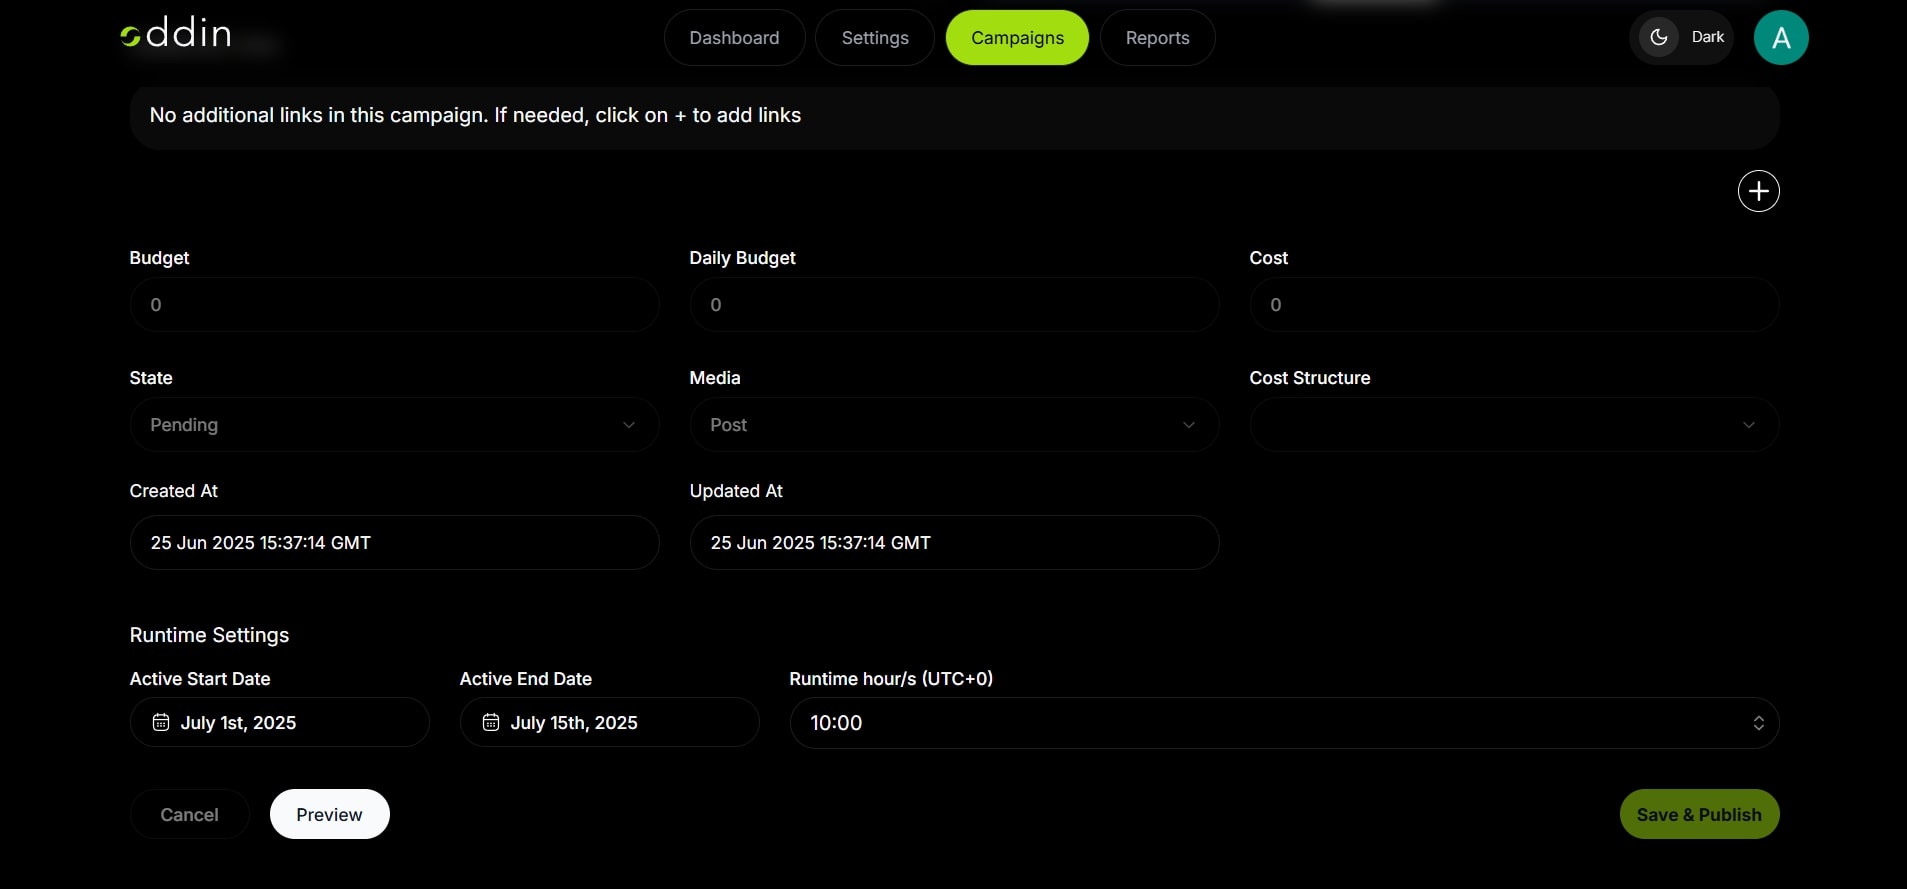 ddin
Dashboard
Settings
Campaigns
Reports
Dark
A
No additional links in this campaign. If needed, click on + to add links
Budget
Daily Budget
Cost
0
0
0
State
Media
Cost Structure
Pending
Post
Created At
Updated At
25 Jun 2025 15:37:14 GMT
25 Jun 2025 15:37:14 GMT
Runtime Settings
Active Start Date
Active End Date
Runtime hour/s (UTC+0)
July 1st, 2025
July 15th, 2025
10:00
Cancel
Preview
Save & Publish